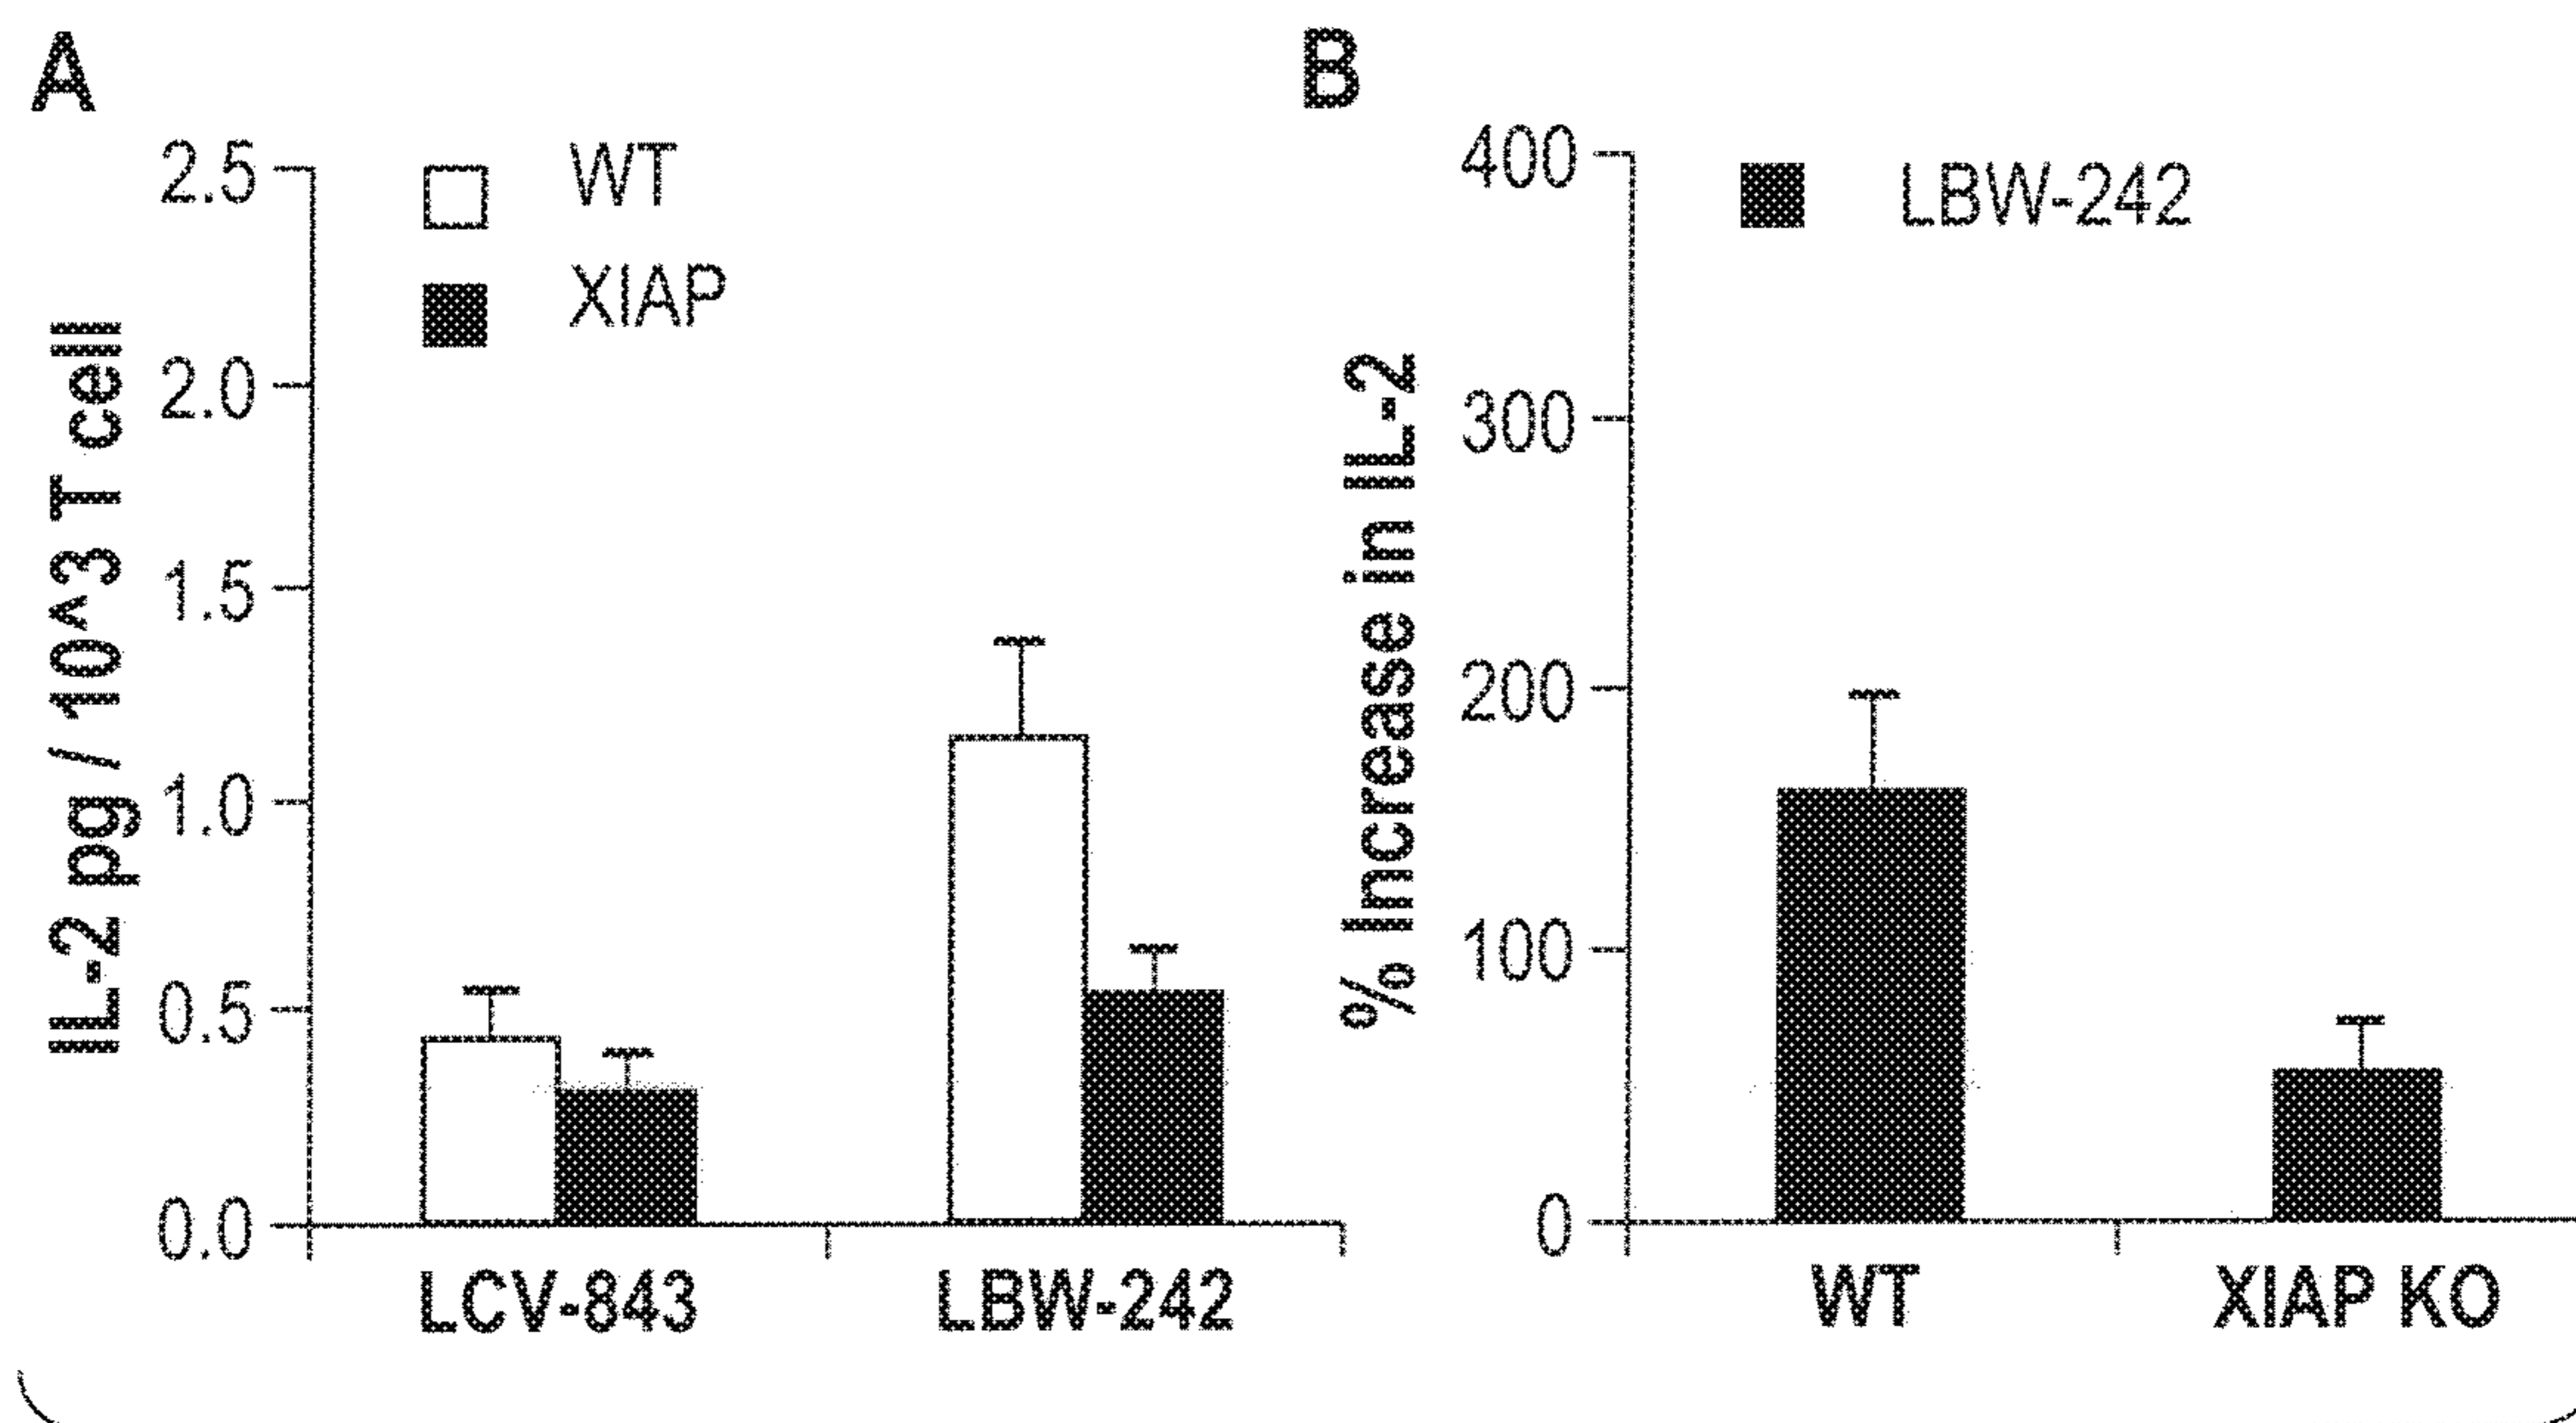 A
IL-2 pg / 10^3 T cell
2.5
2.0
1.5
1.0
0.5
0.0
WT
XIAP
LCV-843
LBW-242
B
% Increase in IL-2
400
300
200
100
0
LBW-242
WT
XIAP KO